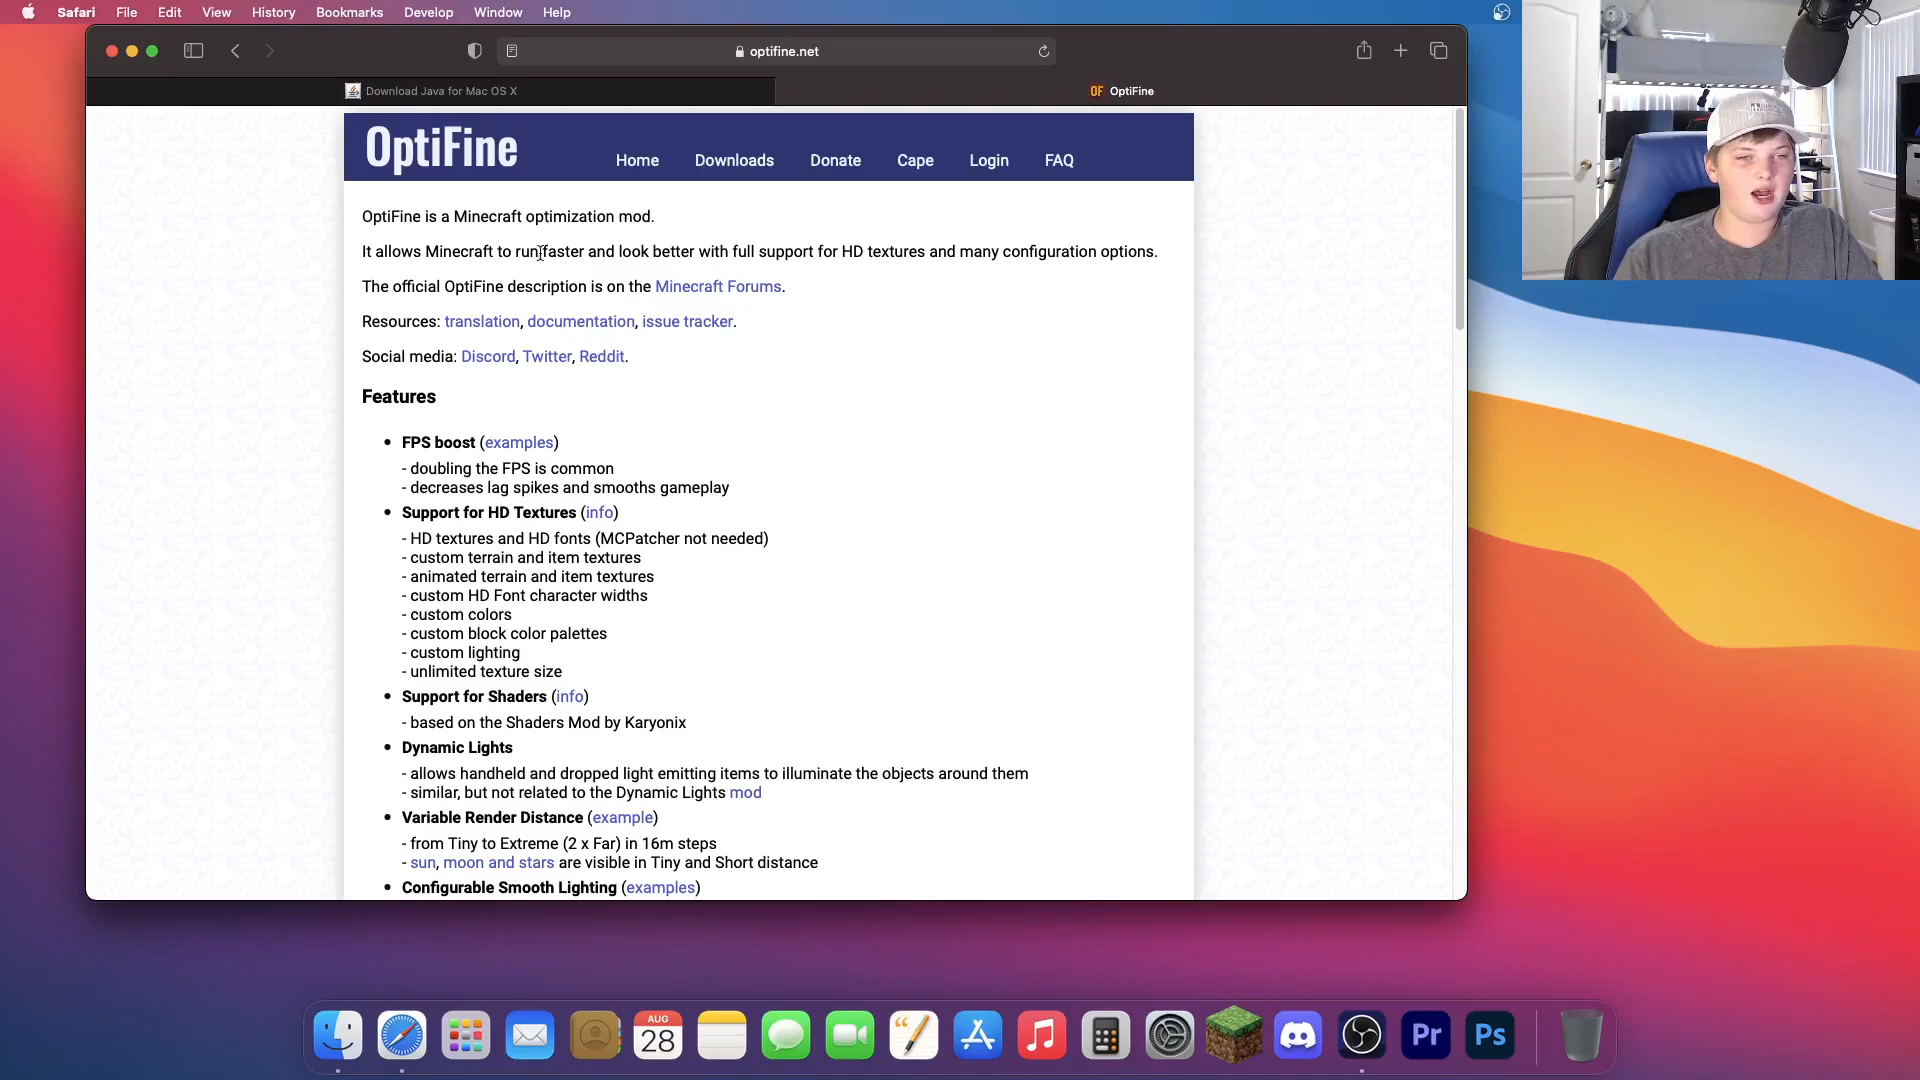 Safari File Edit View History Bookmarks Develop Window Help
optifine.net
Download Java for Mac OS X
OF OptiFine
OptiFine Home Downloads Donate Cape Login FAQ
OptiFine is a Minecraft optimization mod.
It allows Minecraft to run faster and look better with full support for HD textures and many configuration options.
The official OptiFine description is on the Minecraft Forums.
Resources: translation, documentation, issue tracker.
Social media: Discord, Twitter, Reddit.
Features
• FPS boost (examples)
- doubling the FPS is common
- decreases lag spikes and smooths gameplay
• Support for HD Textures (info)
- HD textures and HD fonts (MCPatcher not needed)
- custom terrain and item textures
- animated terrain and item textures
- custom HD Font character widths
- custom colors
- custom block color palettes
- custom lighting
- unlimited texture size
• Support for Shaders (info)
- based on the Shaders Mod by Karyonix
• Dynamic Lights
- allows handheld and dropped light emitting items to illuminate the objects around them
- similar, but not related to the Dynamic Lights mod
• Variable Render Distance (example)
- from Tiny to Extreme (2 x Far) in 16m steps
- sun, moon and stars are visible in Tiny and Short distance
• Configurable Smooth Lighting (examples)
AUG
28
Pr
Ps